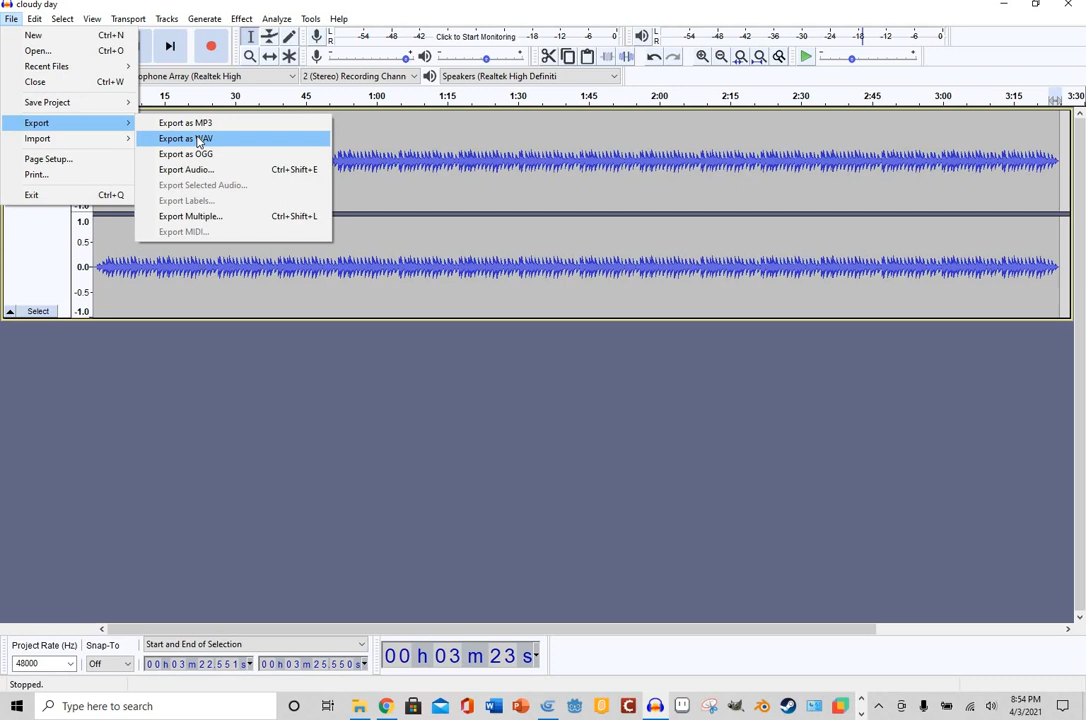 cloudy day
File Edit Select View Transport Tracks Generate Effect Analyze Tools Help
New Ctrl+N
Open... Ctrl+O
Recent Files
Close Ctrl+W
Save Project
Export
Import
Page Setup...
Print...
Exit Ctrl+Q
Export as MP3
Export as WAV
Export as OGG
Export Audio... Ctrl+Shift+E
Export Selected Audio...
Export Labels...
Export Multiple... Ctrl+Shift+L
Export MIDI...
L R -54 -48 -42 Click to Start Monitoring -18 -12 -6 0
L R -54 -48 -42 -36 -30 -24 -18 -12 -6 0
ophone Array (Realtek High 2 (Stereo) Recording Chann Speakers (Realtek High Definiti
15 30 45 1:00 1:15 1:30 1:45 2:00 2:15 2:30 2:45 3:00 3:15 3:30
-1.0
1.0
0.5-
0.0-
-0.5-
-1.0
Select
Project Rate (Hz) Snap-To Start and End of Selection
48000 Off 00 h 03 m 22.551 s 00 h 03 m 25.550 s
00 h 03 m 23 s
Stopped.
Type here to search
8:54 PM
4/3/2021